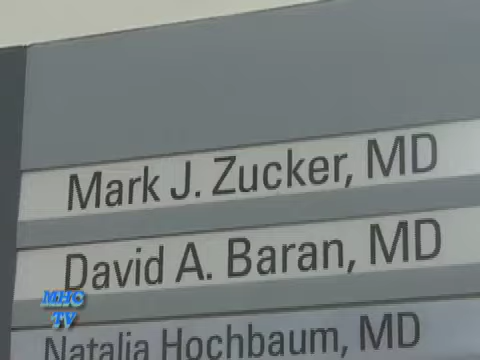 Mark J. Zucker, MD
David A. Baran, MD
MHC
TV
Natalia Hochbaum, MD